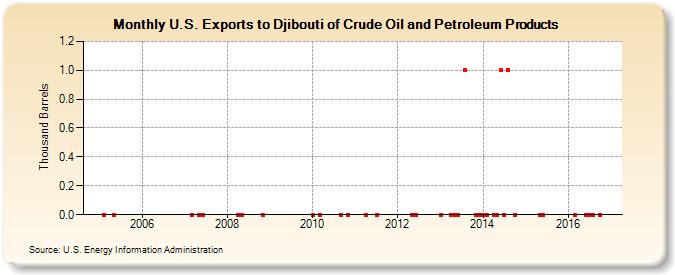 Monthly U.S. Exports to Djibouti of Crude Oil and Petroleum Products
Thousand Barrels
1.2
1.0
0.8
0.6
0.4
0.2
0.0
2006 2008 2010 2012 2014 2016
Source: U.S. Energy Information Administration